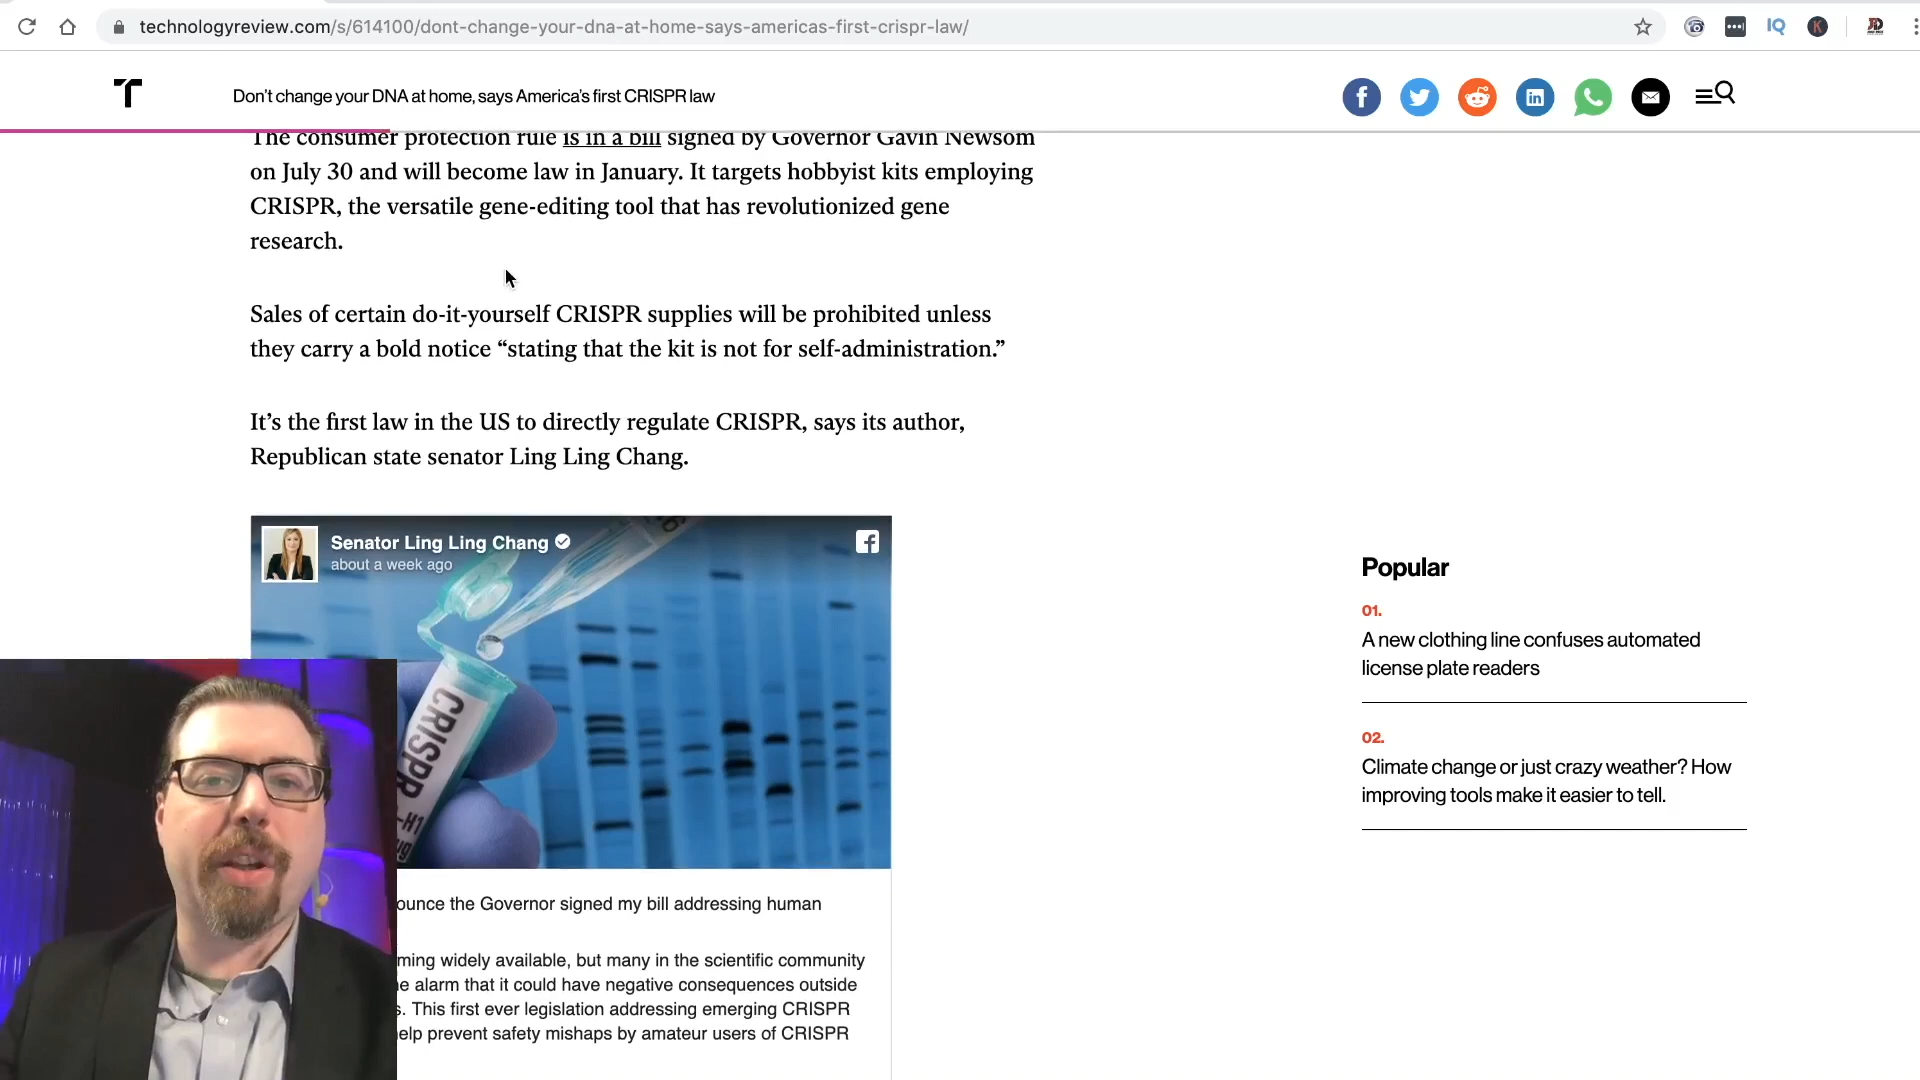 technologyreview.com/s/614100/dont-change-your-dna-at-home-says-americas-first-crispr-law/
IQ
K
Don't change your DNA at home, says America's first CRISPR law
The consumer protection rule is in a bill signed by Governor Gavin Newsom
on July 30 and will become law in January. It targets hobbyist kits employing
CRISPR, the versatile gene-editing tool that has revolutionized gene
research.
Sales of certain do-it-yourself CRISPR supplies will be prohibited unless
they carry a bold notice “stating that the kit is not for self-administration.”
It’s the first law in the US to directly regulate CRISPR, says its author,
Republican state senator Ling Ling Chang.
Senator Ling Ling Chang
about a week ago
CRISPR
Popular
01.
A new clothing line confuses automated
license plate readers
02.
Climate change or just crazy weather? How
improving tools make it easier to tell.
ounce the Governor signed my bill addressing human
ming widely available, but many in the scientific community
e alarm that it could have negative consequences outside
s. This first ever legislation addressing emerging CRISPR
elp prevent safety mishaps by amateur users of CRISPR